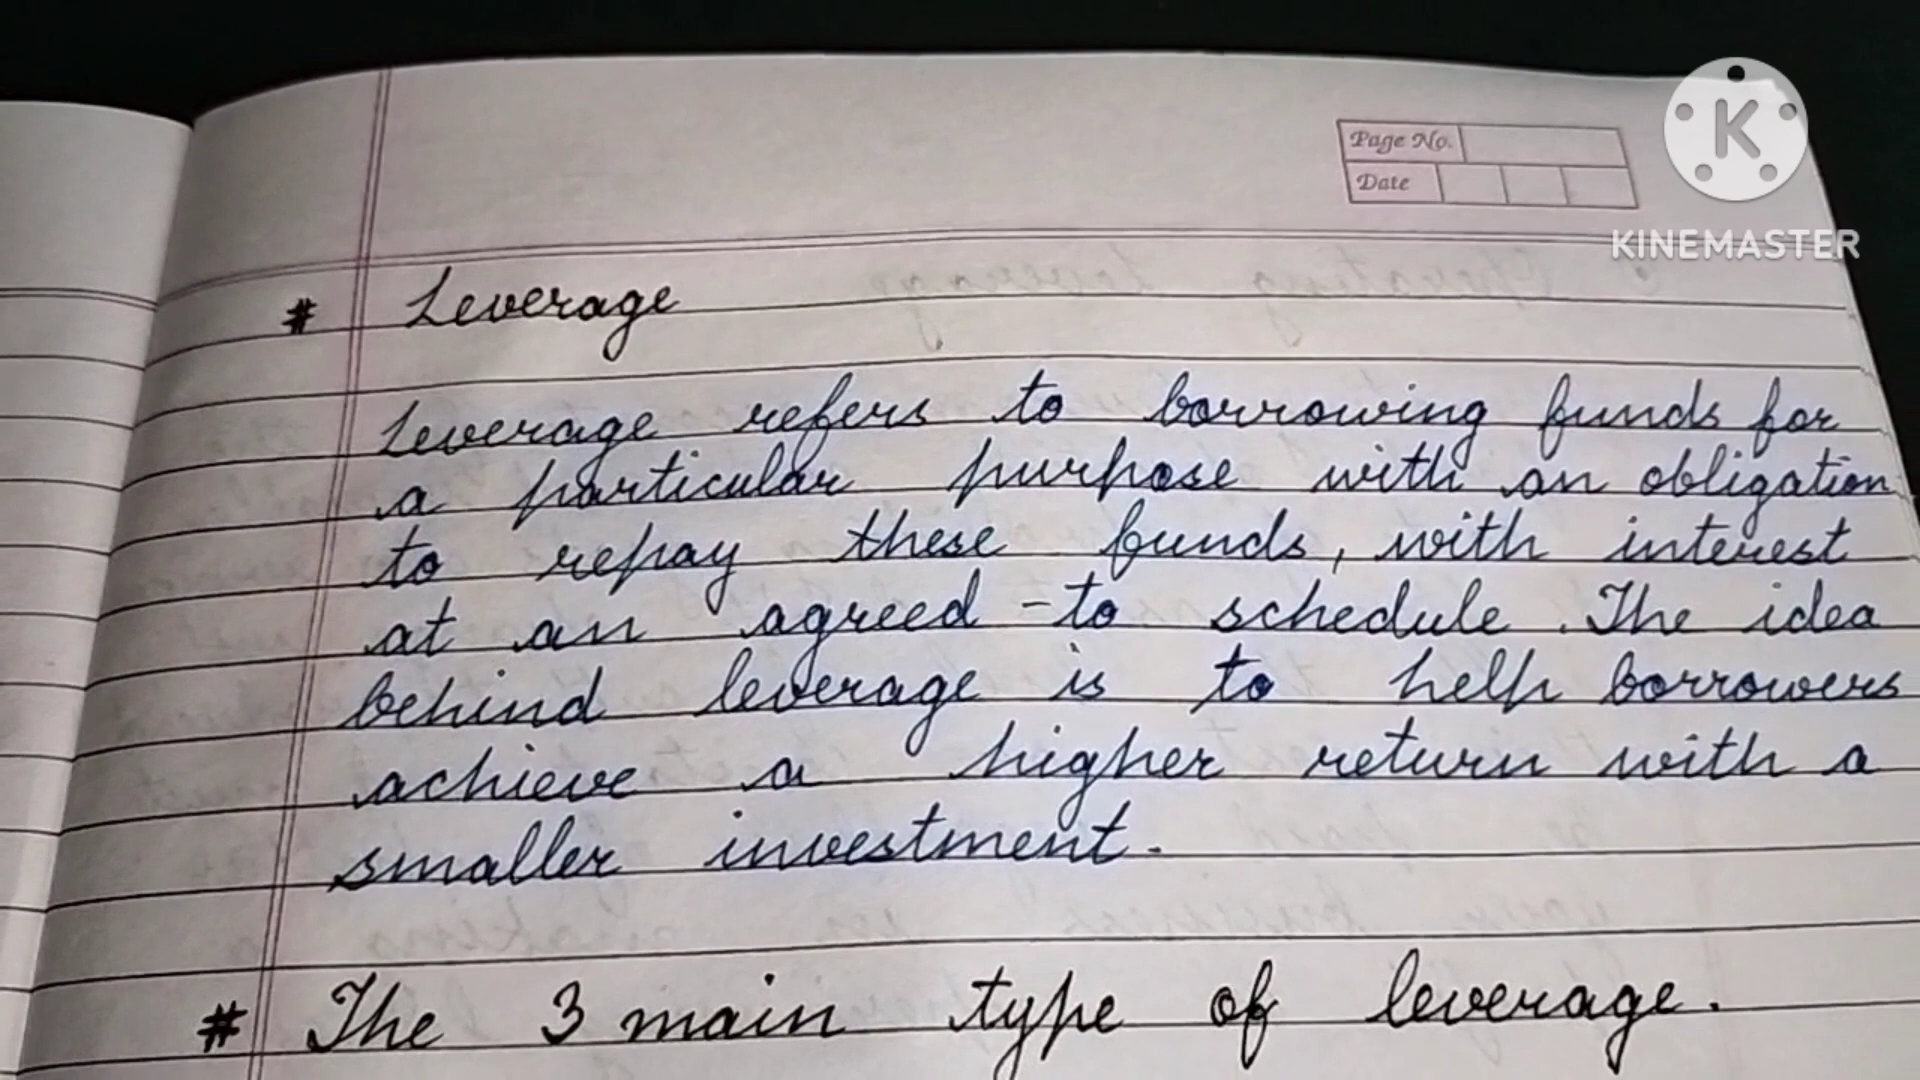 Page No.
Date
K
KINEMASTER
# Leverage
Leverage refers to borrowing funds for
a particular purpose with an obligation
to repay these funds, with interest
at an agreed-to schedule. The idea
behind leverage is to help borrowers
achieve a higher return with a
smaller investment.
# The 3 main type of leverage.